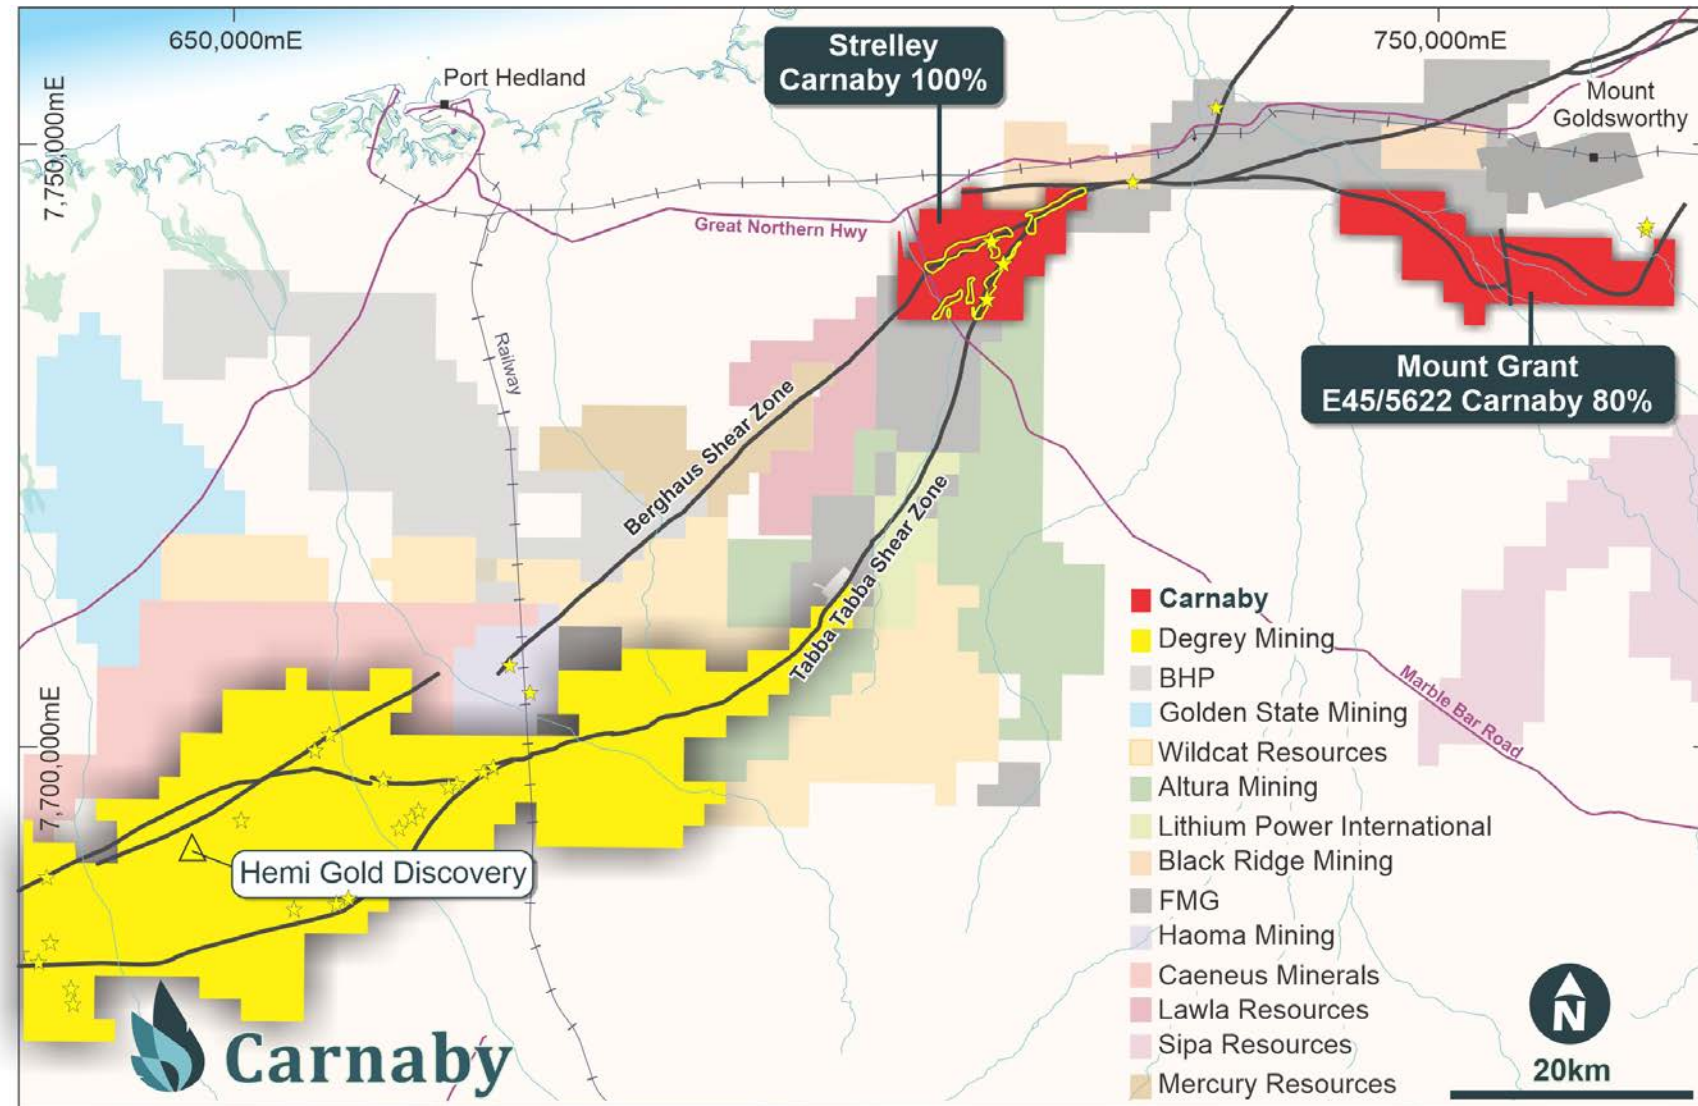 650,000mE
750,000mE
7,750,000mE
7,700,000mE
Port Hedland
Strelley
Carnaby 100%
Mount
Goldsworthy
Great Northern Hwy
Railway
Berghaus Shear Zone
Tabba Tabba Shear Zone
Mount Grant
E45/5622 Carnaby 80%
Marble Bar Road
Hemi Gold Discovery
Carnaby
Degrey Mining
BHP
Golden State Mining
Wildcat Resources
Altura Mining
Lithium Power International
Black Ridge Mining
FMG
Haoma Mining
Caeneus Minerals
Lawla Resources
Sipa Resources
Mercury Resources
N
20km
Carnaby